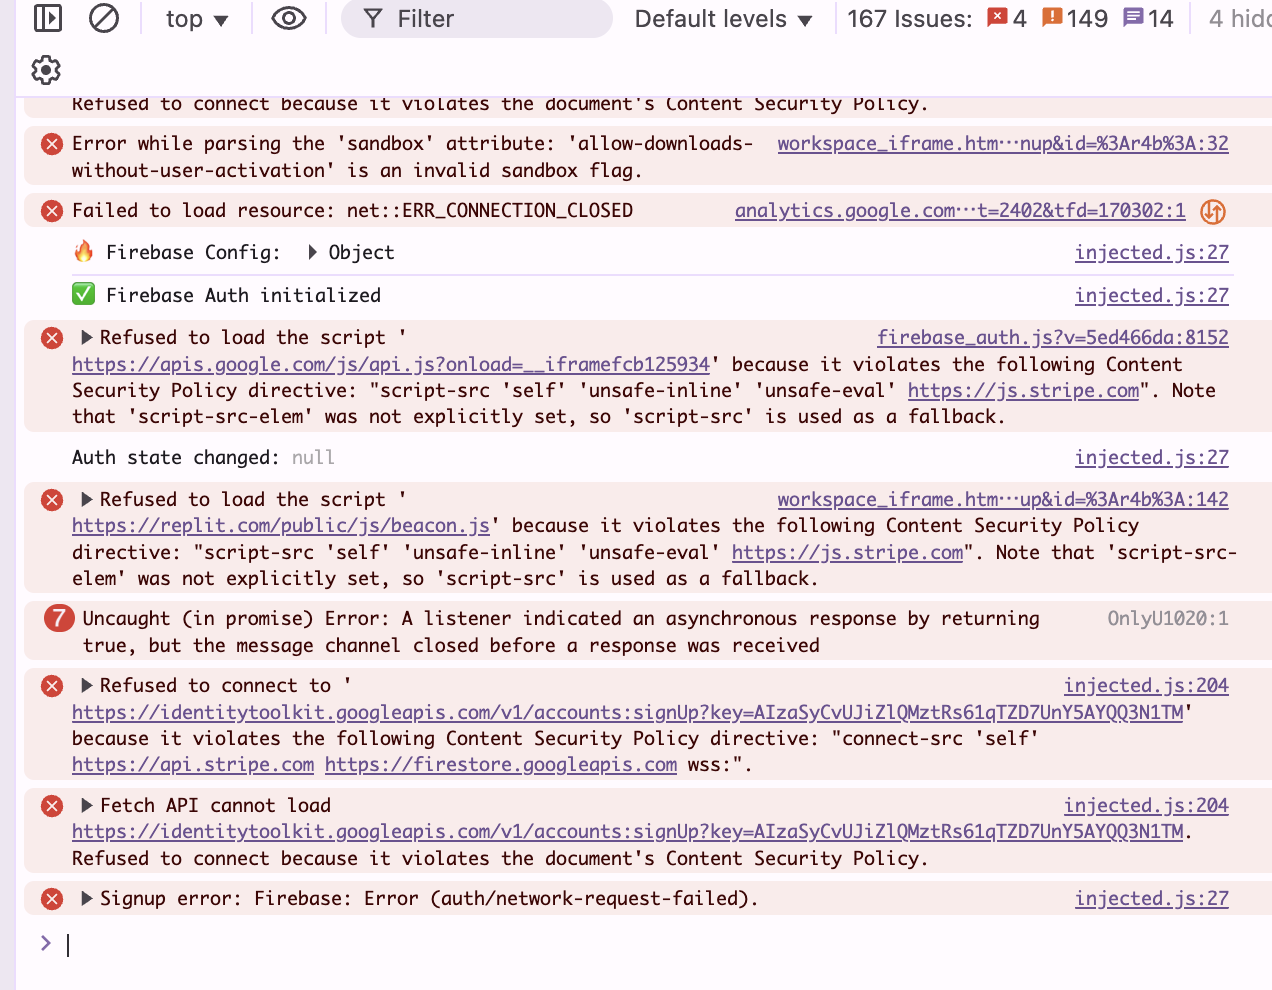 top ▼
Filter
Default levels ▼
167 Issues: 4 149 14
4 hidd
Refused to connect because it violates the document's Content Security Policy.
Error while parsing the 'sandbox' attribute: 'allow-downloads- workspace_iframe.htm…nup&id=%3Ar4b%3A:32
without-user-activation' is an invalid sandbox flag.
Failed to load resource: net::ERR_CONNECTION_CLOSED analytics.google.com…t=2402&tfd=170302:1
🔥 Firebase Config: ▶ Object injected.js:27
✅ Firebase Auth initialized injected.js:27
▶ Refused to load the script ' firebase_auth.js?v=5ed466da:8152
https://apis.google.com/js/api.js?onload=__iframefcb125934' because it violates the following Content
Security Policy directive: "script-src 'self' 'unsafe-inline' 'unsafe-eval' https://js.stripe.com". Note
that 'script-src-elem' was not explicitly set, so 'script-src' is used as a fallback.
Auth state changed: null injected.js:27
▶ Refused to load the script ' workspace_iframe.htm…up&id=%3Ar4b%3A:142
https://replit.com/public/js/beacon.js' because it violates the following Content Security Policy
directive: "script-src 'self' 'unsafe-inline' 'unsafe-eval' https://js.stripe.com". Note that 'script-src-
elem' was not explicitly set, so 'script-src' is used as a fallback.
7 Uncaught (in promise) Error: A listener indicated an asynchronous response by returning OnlyU1020:1
true, but the message channel closed before a response was received
▶ Refused to connect to ' injected.js:204
https://identitytoolkit.googleapis.com/v1/accounts:signUp?key=AIzaSyCvUJiZlQMztRs61qTZD7UnY5AYQQ3N1TM'
because it violates the following Content Security Policy directive: "connect-src 'self'
https://api.stripe.com https://firestore.googleapis.com wss:".
▶ Fetch API cannot load injected.js:204
https://identitytoolkit.googleapis.com/v1/accounts:signUp?key=AIzaSyCvUJiZlQMztRs61qTZD7UnY5AYQQ3N1TM.
Refused to connect because it violates the document's Content Security Policy.
▶ Signup error: Firebase: Error (auth/network-request-failed). injected.js:27